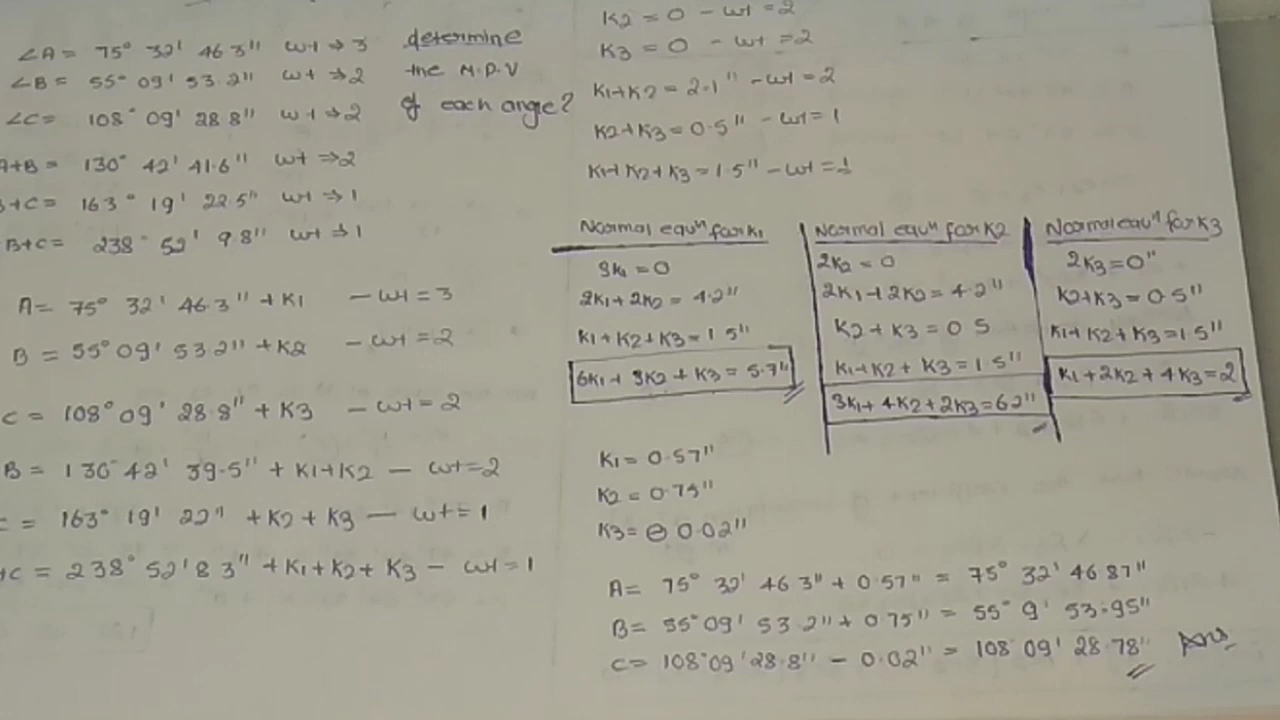 ∠A = 75° 32' 46.3" wt ⇒ 3 determine
∠B = 55° 09' 53.2" wt ⇒ 2 the M.P.V
∠C = 108° 09' 28.8" wt ⇒ 2 of each angle?
A+B = 130° 42' 41.6" wt ⇒ 2
B+C = 163° 19' 22.5" wt ⇒ 1
B+C = 238° 52' 9.8" wt ⇒ 1
A = 75° 32' 46.3" + K1 - wt = 3
B = 55° 09' 53.2" + K2 - wt = 2
C = 108° 09' 28.8" + K3 - wt = 2
B = 130° 42' 39.5" + K1+K2 - wt = 2
C = 163° 19' 22" + K2 + K3 - wt = 1
+C = 238° 52' 8.3" + K1 + K2 + K3 - wt = 1
K2 = 0 - wt = 2
K3 = 0 - wt = 2
K1+K2 = 2.1" - wt = 2
K2+K3 = 0.5" - wt = 1
K1+K2+K3 = 1.5" - wt = 1
Normal equⁿ for K1
3K1 = 0
2K1+2K2 = 4.2"
K1+K2+K3 = 1.5"
6K1+3K2+K3 = 5.7"
Normal equⁿ for K2
2K2 = 0
2K1+2K2 = 4.2"
K2+K3 = 0.5
K1+K2+K3 = 1.5"
3K1+4K2+2K3 = 6.2"
Normal equⁿ for K3
2K3 = 0"
K2+K3 = 0.5"
K1+K2+K3 = 1.5"
K1+2K2+4K3 = 2
K1 = 0.57"
K2 = 0.75"
K3 = ⊖ 0.02"
A = 75° 32' 46.3" + 0.57" = 75° 32' 46.87"
B = 55° 09' 53.2" + 0.75" = 55° 9' 53.95"
C = 108° 09' 28.8" - 0.02" = 108° 09' 28.78" Ans